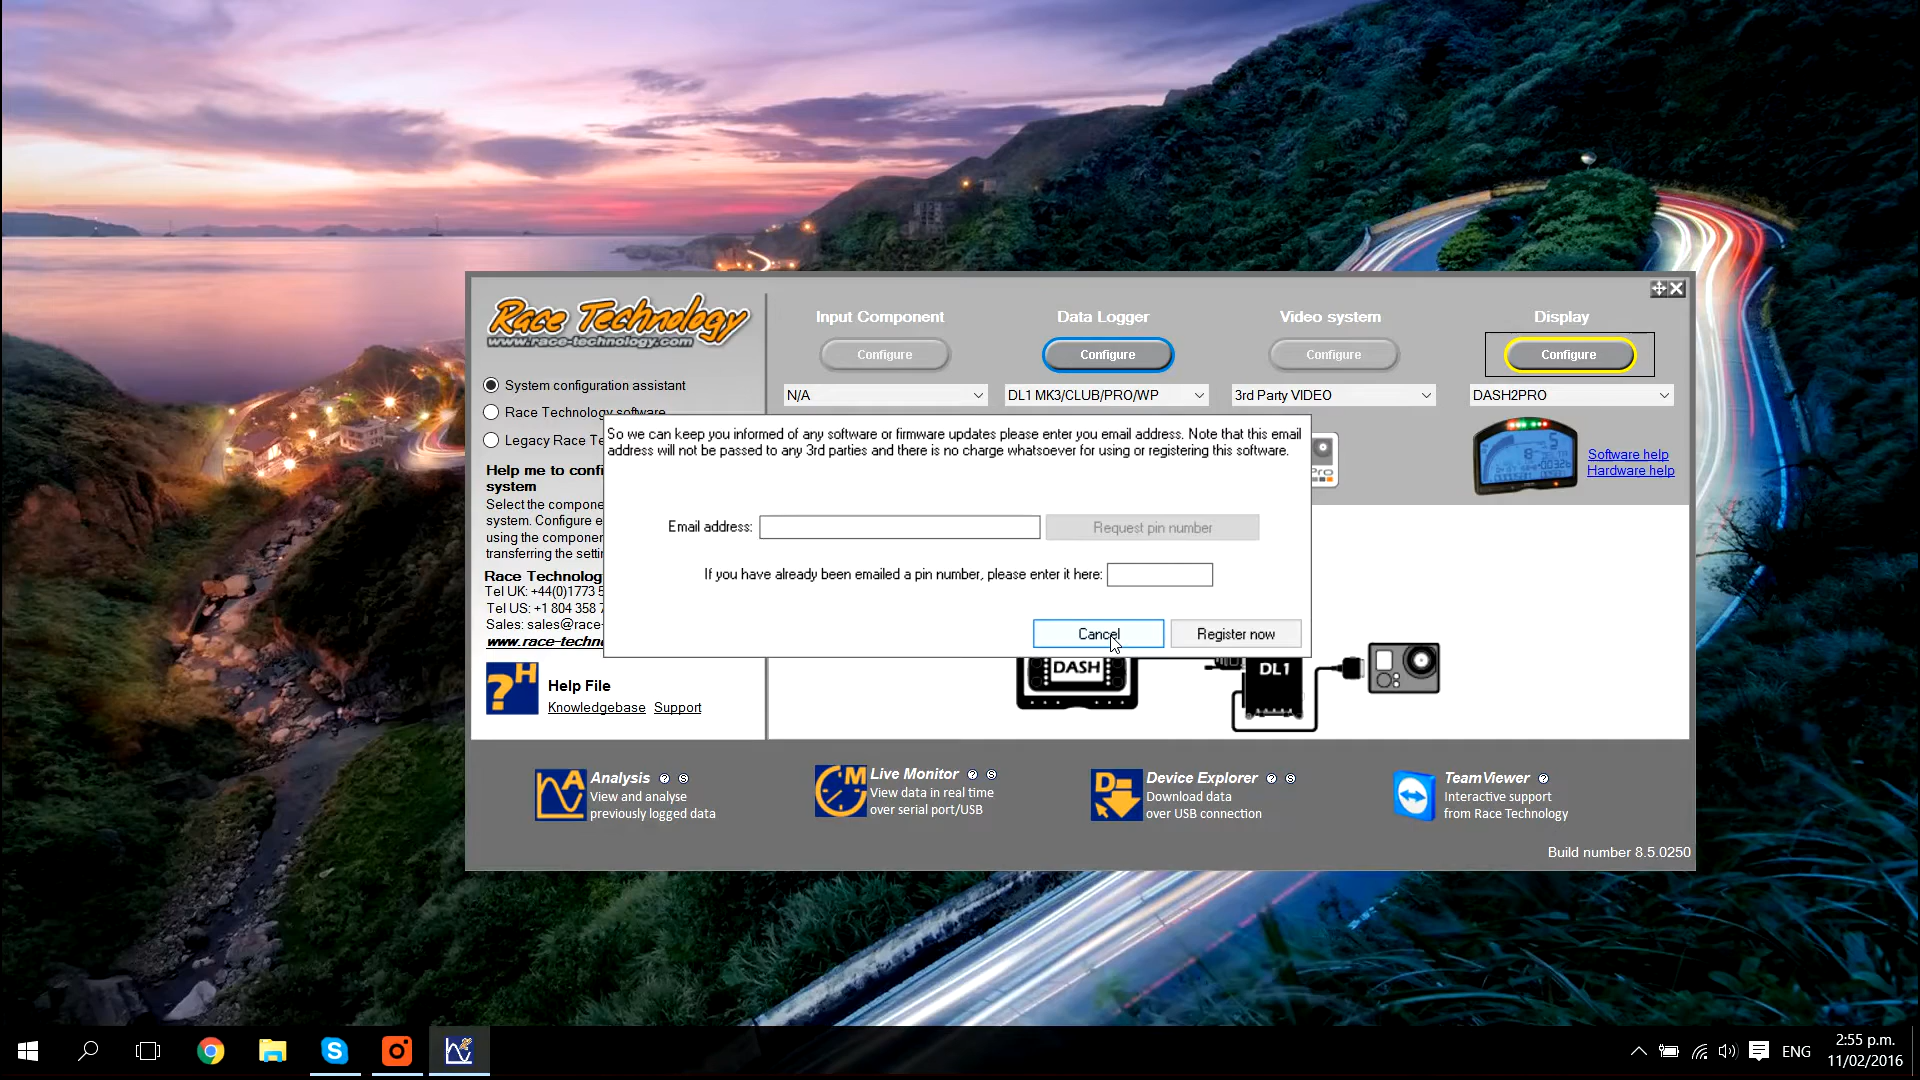 Race Technology
www.race-technology.com
System configuration assistant
Race Technology software
Legacy Race Te
Help me to confi
system
Select the compone
system. Configure e
using the componen
transferring the settin
Race Technology
Tel UK: +44(0)1773 5
Tel US: +1 804 358 7
Sales: sales@race-
www.race-techno
Help File
Knowledgebase Support
Input Component
Configure
N/A
Data Logger
Configure
DL1 MK3/CLUB/PRO/WP
Video system
Configure
3rd Party VIDEO
Display
Configure
DASH2PRO
Software help
Hardware help
Pro
So we can keep you informed of any software or firmware updates please enter you email address. Note that this email
address will not be passed to any 3rd parties and there is no charge whatsoever for using or registering this software.
Email address:
Request pin number
If you have already been emailed a pin number, please enter it here:
Cancel
Register now
DASH
DL1
Analysis
View and analyse
previously logged data
Live Monitor
View data in real time
over serial port/USB
Device Explorer
Download data
over USB connection
TeamViewer
Interactive support
from Race Technology
Build number 8.5.0250
ENG
2:55 p.m.
11/02/2016